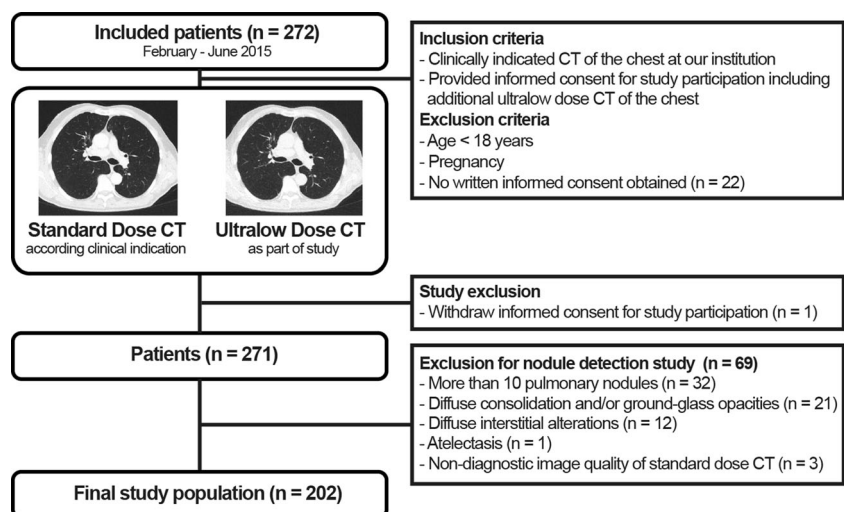 Included patients (n = 272)
February - June 2015
Inclusion criteria
- Clinically indicated CT of the chest at our institution
- Provided informed consent for study participation including
additional ultralow dose CT of the chest
Exclusion criteria
- Age < 18 years
- Pregnancy
- No written informed consent obtained (n = 22)
Standard Dose CT
according clinical indication
Ultralow Dose CT
as part of study
Study exclusion
- Withdraw informed consent for study participation (n = 1)
Patients (n = 271)
Exclusion for nodule detection study (n = 69)
- More than 10 pulmonary nodules (n = 32)
- Diffuse consolidation and/or ground-glass opacities (n = 21)
- Diffuse interstitial alterations (n = 12)
- Atelectasis (n = 1)
- Non-diagnostic image quality of standard dose CT (n = 3)
Final study population (n = 202)